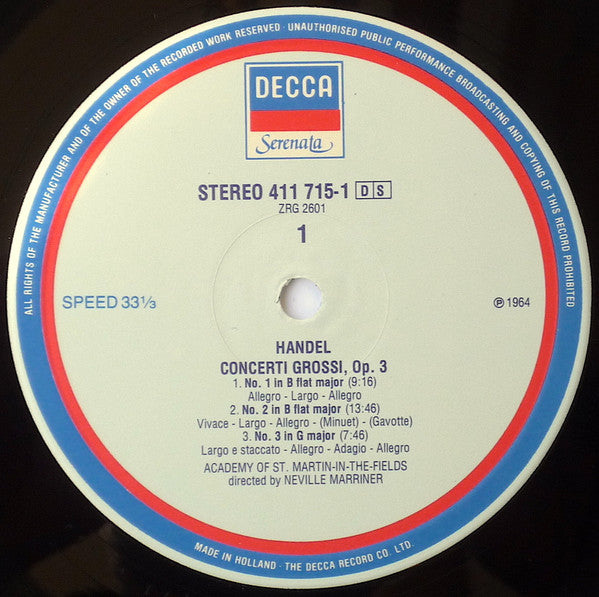 ALL RIGHTS OF THE MANUFACTURER AND OF THE OWNER OF THE RECORDED WORK RESERVED · UNAUTHORISED PUBLIC PERFORMANCE BROADCASTING AND COPYING OF THIS RECORD PROHIBITED
DECCA
Serenata
STEREO 411 715-1 DS
ZRG 2601
1
SPEED 33 1/3
℗ 1964
HANDEL
CONCERTI GROSSI, Op. 3
1. No. 1 in B flat major (9:16)
Allegro - Largo - Allegro
2. No. 2 in B flat major (13:46)
Vivace - Largo - Allegro - (Minuet) - (Gavotte)
3. No. 3 in G major (7:46)
Largo e staccato - Allegro - Adagio - Allegro
ACADEMY OF ST. MARTIN-IN-THE-FIELDS
directed by NEVILLE MARRINER
MADE IN HOLLAND · THE DECCA RECORD CO. LTD.